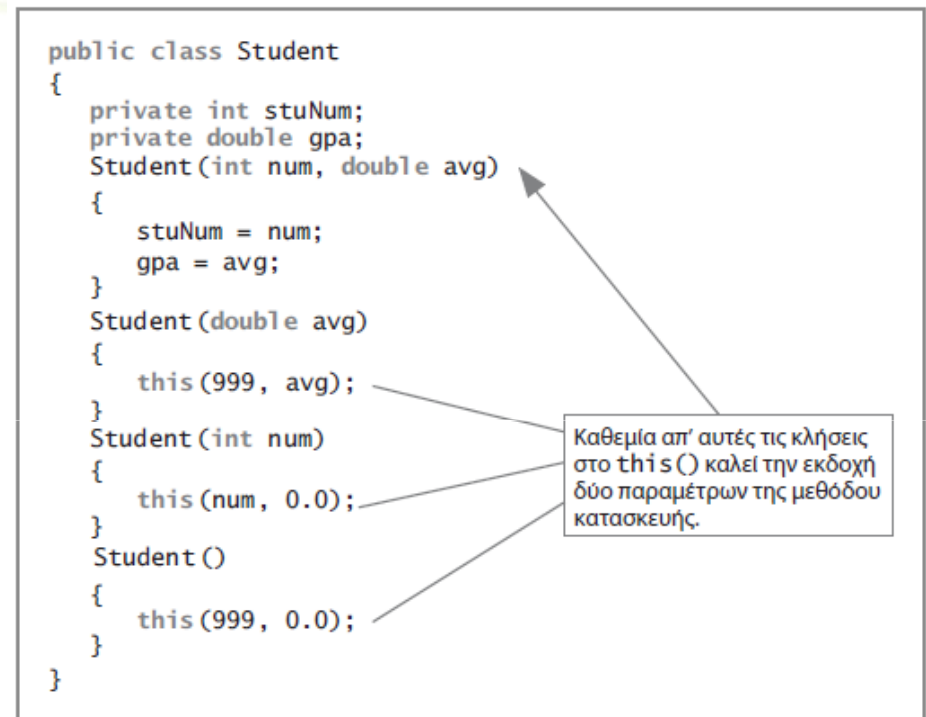 public class Student
{
private int stuNum;
private double gpa;
Student(int num, double avg)
{
stuNum = num;
gpa = avg;
}
Student(double avg)
{
this(999, avg);
}
Student(int num)
{
this(num, 0.0);
}
Student()
{
this(999, 0.0);
}
}
Καθεμία απ’ αυτές τις κλήσεις
στο this() καλεί την εκδοχή
δύο παραμέτρων της μεθόδου
κατασκευής.